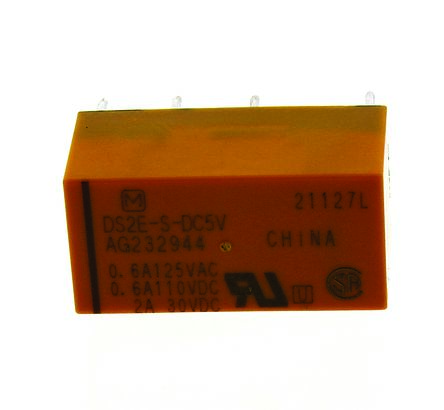 M 21127L
DS2E-S-DC5V
AG232944 CHINA
0.6A125VAC
0.6A110VDC
2A 30VDC